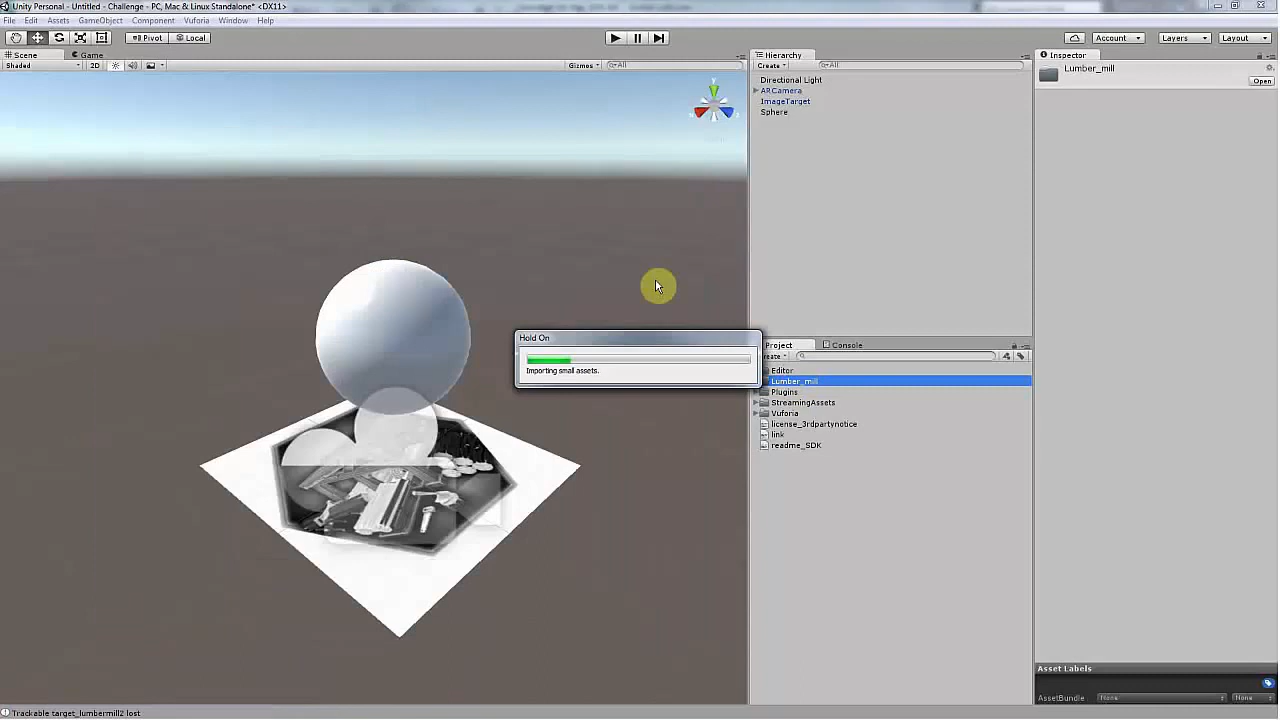 Unity Personal - Untitled - Challenge - PC, Mac & Linux Standalone* <DX11>
File Edit Assets GameObject Component Vuforia Window Help
Pivot Local Account Layers Layout
Scene Game Hierarchy Inspector
Shaded 2D Gizmos All Create All
Lumber_mill
Open
Directional Light
ARCamera
ImageTarget
Sphere
Hold On
Importing small assets.
Project Console
reate
Editor
Lumber_mill
Plugins
StreamingAssets
Vuforia
license_3rdpartynotice
link
readme_SDK
Asset Labels
AssetBundle None None
Trackable target_lumbermill2 lost